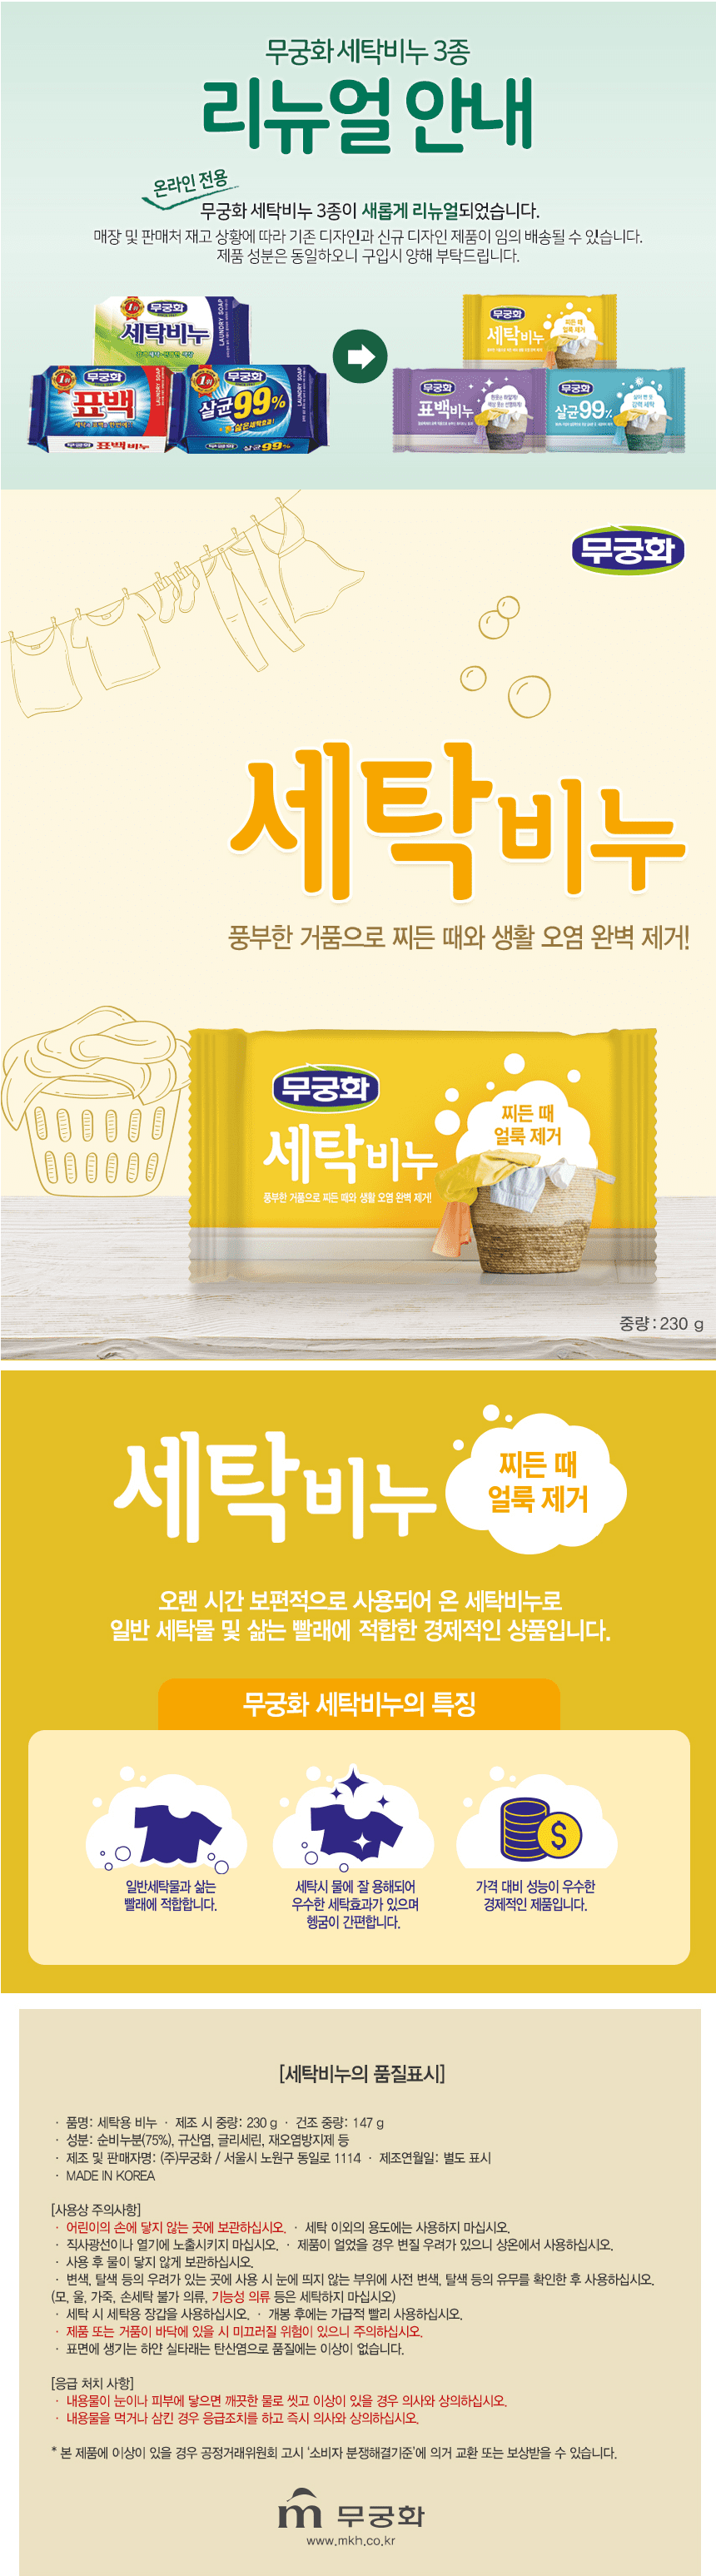 무궁화 세탁비누 3종
리뉴얼 안내
온라인 전용
무궁화 세탁비누 3종이 새롭게 리뉴얼되었습니다.
매장 및 판매처 재고 상황에 따라 기존 디자인과 신규 디자인 제품이 임의 배송될 수 있습니다.
제품 성분은 동일하오니 구입시 양해 부탁드립니다.
무궁화
세탁비누
LAUNDRY SOAP
무궁화
표백
무궁화 표백비누
무궁화
살균99%
무궁화 살균99%
무궁화
세탁비누
찌든 때
얼룩 제거
무궁화
표백비누
무궁화
살균99%
무궁화
세탁비누
풍부한 거품으로 찌든 때와 생활 오염 완벽 제거!
무궁화
세탁비누
풍부한 거품으로 찌든 때와 생활 오염 완벽 제거!
찌든 때
얼룩 제거
중량 : 230 g
세탁비누
찌든 때
얼룩 제거
오랜 시간 보편적으로 사용되어 온 세탁비누로
일반 세탁물 및 삶는 빨래에 적합한 경제적인 상품입니다.
무궁화 세탁비누의 특징
일반세탁물과 삶는
빨래에 적합합니다.
세탁시 물에 잘 용해되어
우수한 세탁효과가 있으며
헹굼이 간편합니다.
$
가격 대비 성능이 우수한
경제적인 제품입니다.
[세탁비누의 품질표시]
· 품명: 세탁용 비누 · 제조 시 중량: 230 g · 건조 중량: 147 g
· 성분: 순비누분(75%), 규산염, 글리세린, 재오염방지제 등
· 제조 및 판매자명: (주)무궁화 / 서울시 노원구 동일로 1114 · 제조연월일: 별도 표시
· MADE IN KOREA
[사용상 주의사항]
· 어린이의 손에 닿지 않는 곳에 보관하십시오. · 세탁 이외의 용도에는 사용하지 마십시오.
· 직사광선이나 열기에 노출시키지 마십시오. · 제품이 얼었을 경우 변질 우려가 있으니 상온에서 사용하십시오.
· 사용 후 물이 닿지 않게 보관하십시오.
· 변색, 탈색 등의 우려가 있는 곳에 사용 시 눈에 띄지 않는 부위에 사전 변색, 탈색 등의 유무를 확인한 후 사용하십시오.
(모, 울, 가죽, 손세탁 불가 의류, 기능성 의류 등은 세탁하지 마십시오)
· 세탁 시 세탁용 장갑을 사용하십시오. · 개봉 후에는 가급적 빨리 사용하십시오.
· 제품 또는 거품이 바닥에 있을 시 미끄러질 위험이 있으니 주의하십시오.
· 표면에 생기는 하얀 실타래는 탄산염으로 품질에는 이상이 없습니다.
[응급 처치 사항]
· 내용물이 눈이나 피부에 닿으면 깨끗한 물로 씻고 이상이 있을 경우 의사와 상의하십시오.
· 내용물을 먹거나 삼킨 경우 응급조치를 하고 즉시 의사와 상의하십시오.
* 본 제품에 이상이 있을 경우 공정거래위원회 고시 '소비자 분쟁해결기준'에 의거 교환 또는 보상받을 수 있습니다.
무궁화
www.mkh.co.kr